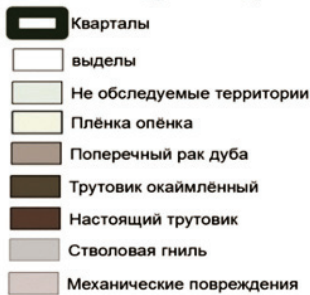 Кварталы
выделы
Не обследуемые территории
Плёнка опёнка
Поперечный рак дуба
Трутовик окаймлённый
Настоящий трутовик
Стволовая гниль
Механические повреждения